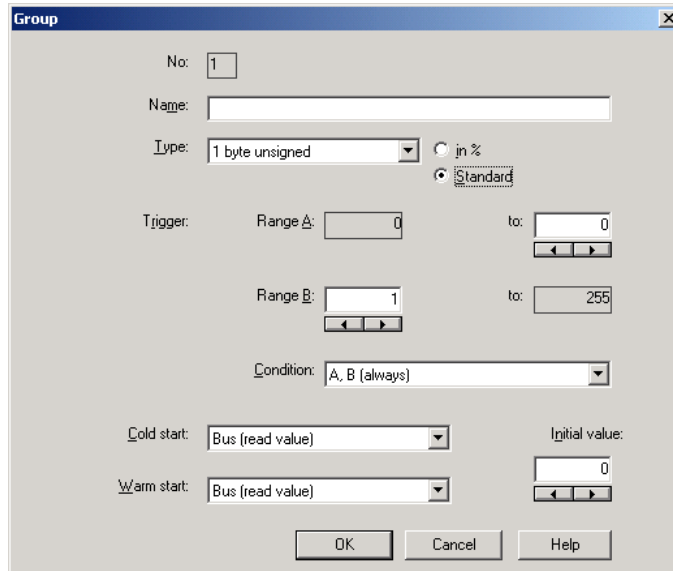 Group
No: 1
Name:
Type: 1 byte unsigned in %
Standard
Trigger: Range A: 0 to: 0
Range B: 1 to: 255
Condition: A, B (always)
Cold start: Bus (read value) Initial value:
0
Warm start: Bus (read value)
OK Cancel Help